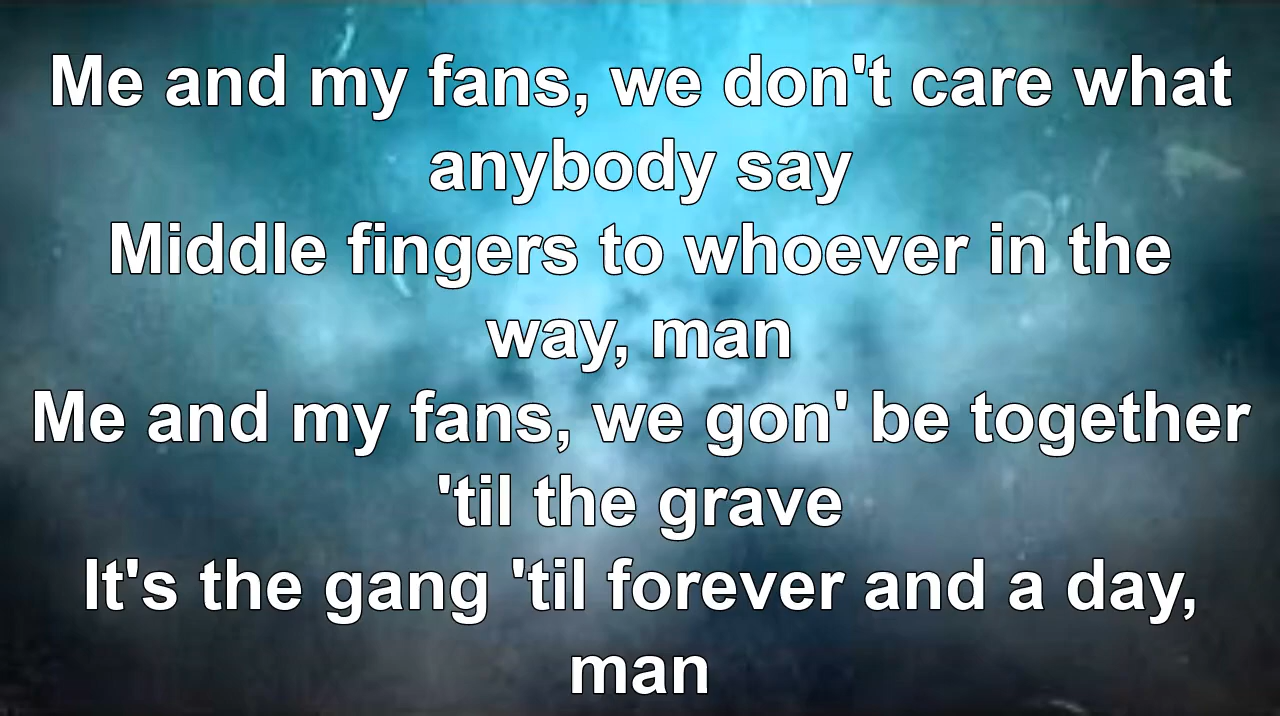 Me and my fans, we don't care what
anybody say
Middle fingers to whoever in the
way, man
Me and my fans, we gon' be together
'til the grave
It's the gang 'til forever and a day,
man